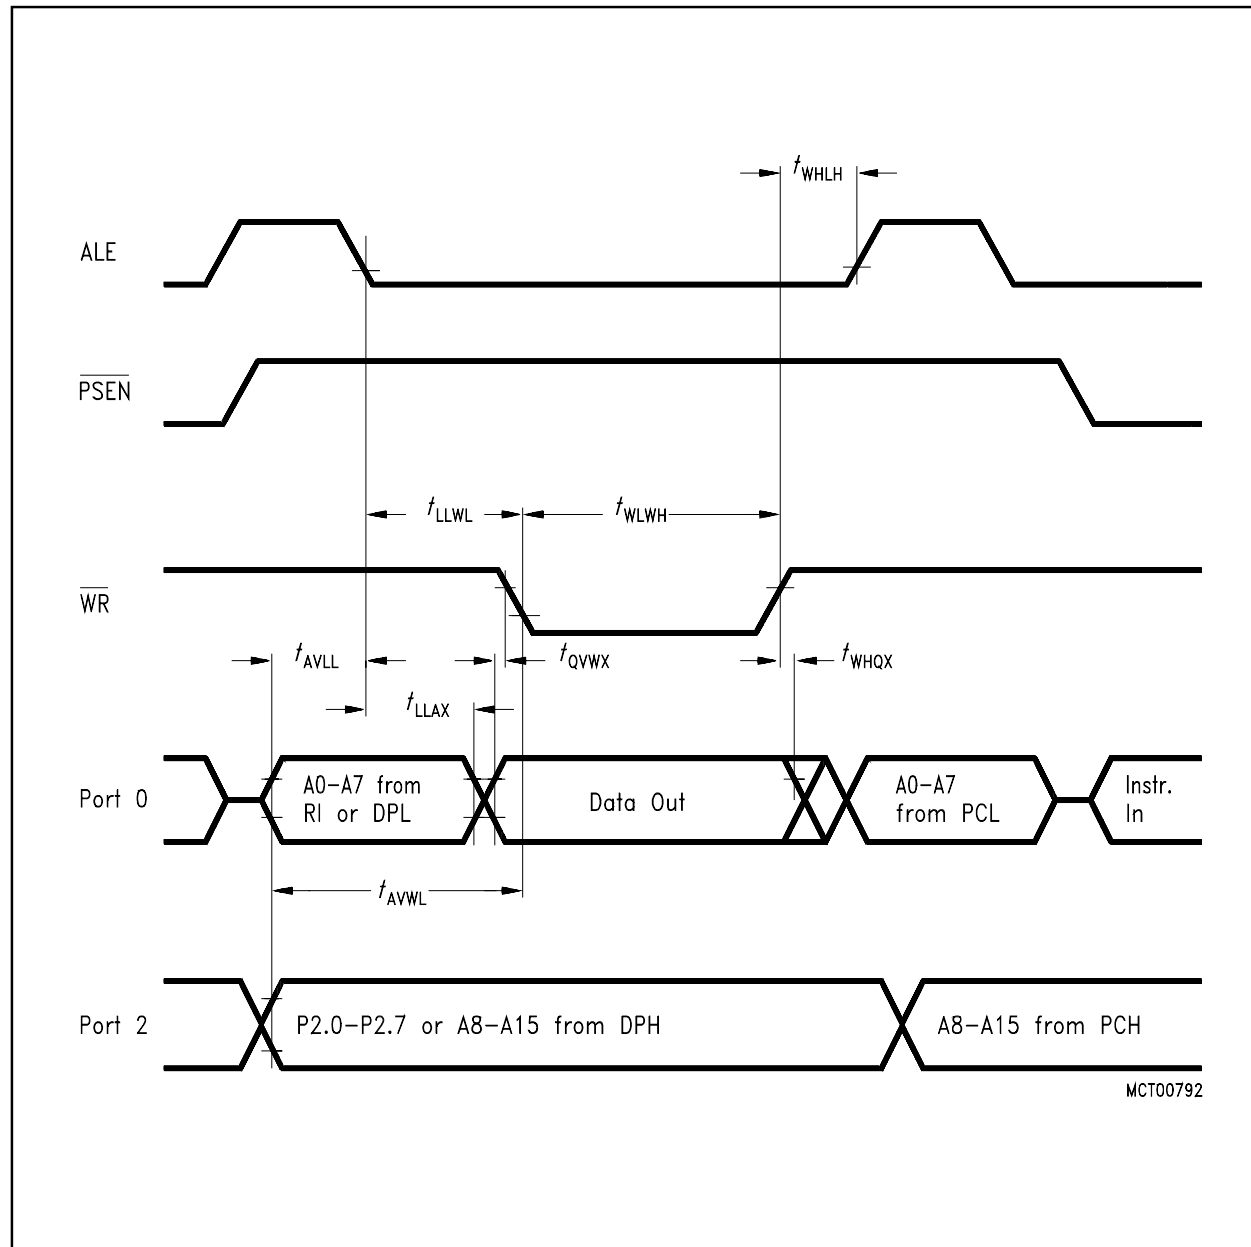 tWHLH
ALE
PSEN
tLLWL
tWLWH
WR
tAVLL
tQVWX
tWHQX
tLLAX
Port 0
A0-A7 from
RI or DPL
Data Out
A0-A7
from PCL
Instr.
In
tAVWL
Port 2
P2.0-P2.7 or A8-A15 from DPH
A8-A15 from PCH
MCT00792